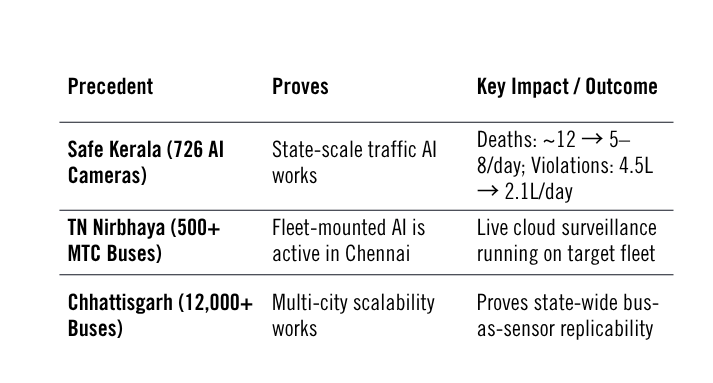 Precedent
Proves
Key Impact / Outcome
Safe Kerala (726 AI
Cameras)
State-scale traffic AI
works
Deaths: ~12 → 5–
8/day; Violations: 4.5L
→ 2.1L/day
TN Nirbhaya (500+
MTC Buses)
Fleet-mounted AI is
active in Chennai
Live cloud surveillance
running on target fleet
Chhattisgarh (12,000+
Buses)
Multi-city scalability
works
Proves state-wide bus-
as-sensor replicability